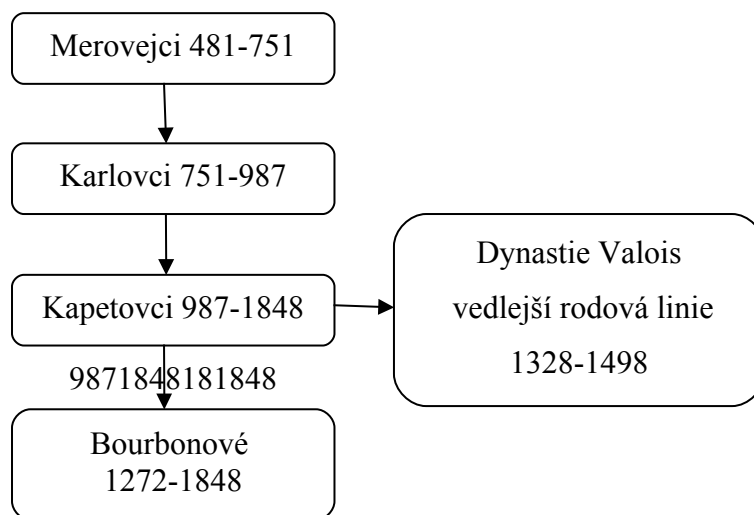 Merovejci 481-751
Karlovci 751-987
Kapetovci 987-1848
Dynastie Valois
vedlejší rodová linie
1328-1498
9871848181848
Bourbonové
1272-1848